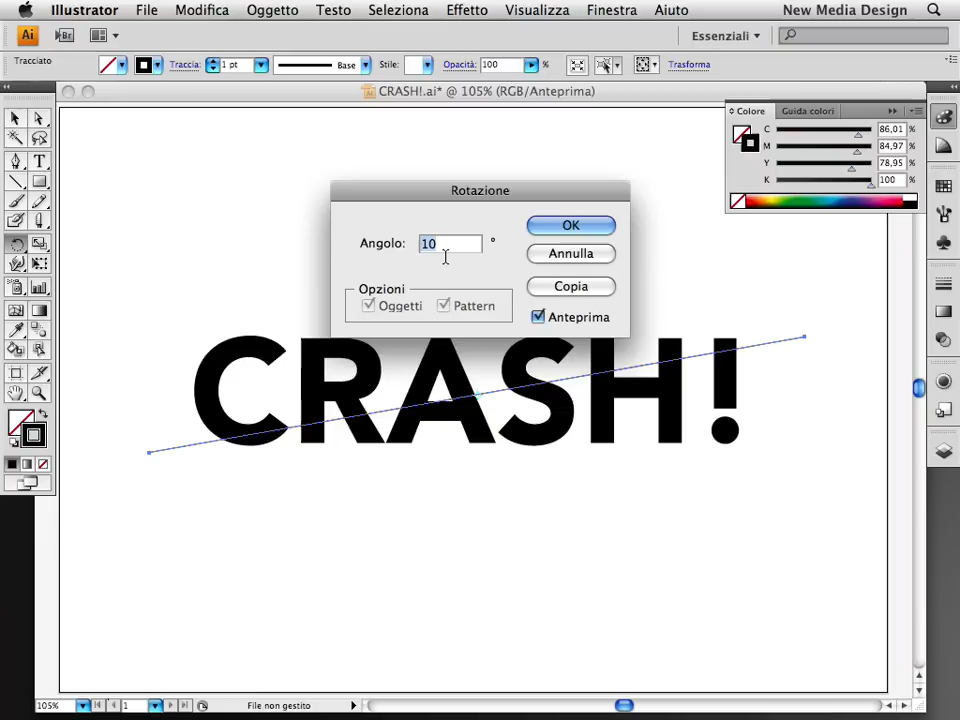 Illustrator File Modifica Oggetto Testo Seleziona Effetto Visualizza Finestra Aiuto New Media Design
Ai Br Essenziali
Tracciato Traccia: 1 pt Base Stile: Opacità: 100 % Trasforma
CRASH!.ai* @ 105% (RGB/Anteprima)
Colore Guida colori
C 86,01 %
M 84,97 %
Y 78,95 %
K 100 %
Rotazione
Angolo: 10 °
OK
Annulla
Opzioni
Oggetti Pattern
Copia
Anteprima
CRASH!
105% 1 File non gestito